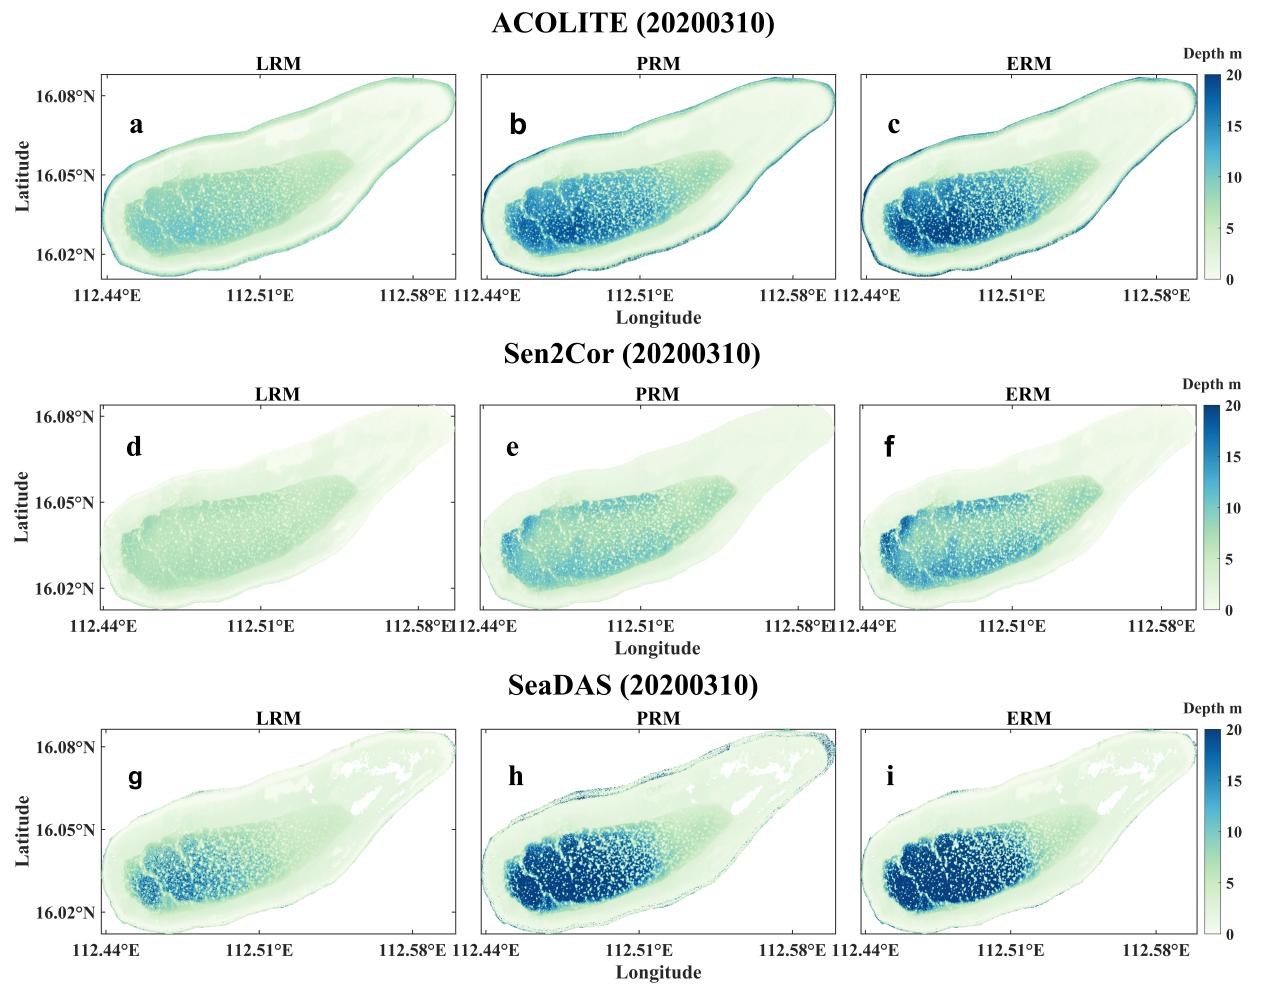 ACOLITE (20200310)
LRM PRM ERM Depth m
a b c
16.08°N
16.05°N
16.02°N
Latitude
20
15
10
5
0
112.44°E 112.51°E 112.58°E 112.44°E 112.51°E 112.58°E 112.44°E 112.51°E 112.58°E
Longitude
Sen2Cor (20200310)
LRM PRM ERM Depth m
d e f
16.08°N
16.05°N
16.02°N
Latitude
20
15
10
5
0
112.44°E 112.51°E 112.58°E 112.44°E 112.51°E 112.58°E 112.44°E 112.51°E 112.58°E
Longitude
SeaDAS (20200310)
LRM PRM ERM Depth m
g h i
16.08°N
16.05°N
16.02°N
Latitude
20
15
10
5
0
112.44°E 112.51°E 112.58°E 112.44°E 112.51°E 112.58°E 112.44°E 112.51°E 112.58°E
Longitude